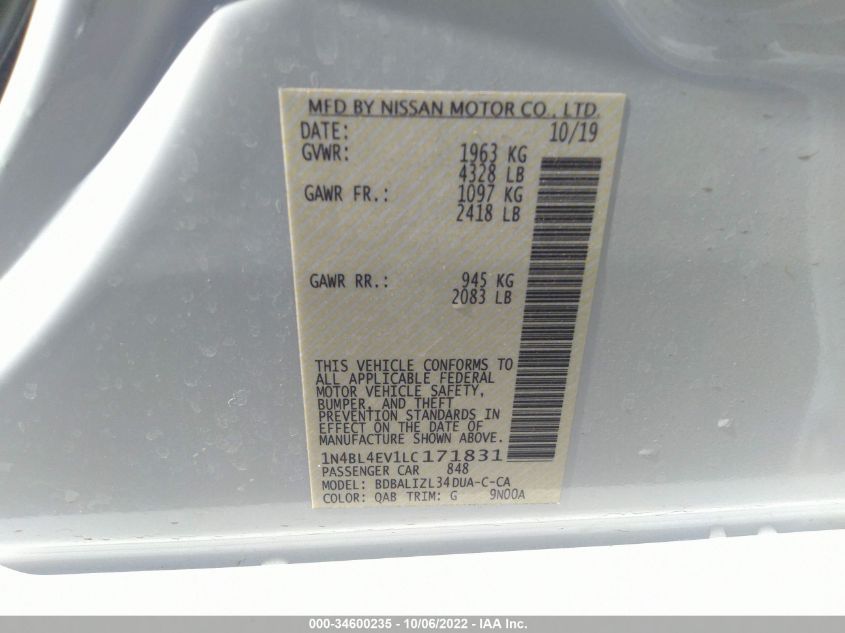 MFD BY NISSAN MOTOR CO., LTD.
DATE: 10/19
GVWR: 1963 KG
4328 LB
GAWR FR.: 1097 KG
2418 LB
GAWR RR.: 945 KG
2083 LB
THIS VEHICLE CONFORMS TO
ALL APPLICABLE FEDERAL
MOTOR VEHICLE SAFETY,
BUMPER, AND THEFT
PREVENTION STANDARDS IN
EFFECT ON THE DATE OF
MANUFACTURE SHOWN ABOVE.
1N4BL4EV1LC171831
PASSENGER CAR 848
MODEL: BDBALIZL34DUA-C-CA
COLOR: QAB TRIM: G 9N00A
000-34600235 - 10/06/2022 - IAA Inc.